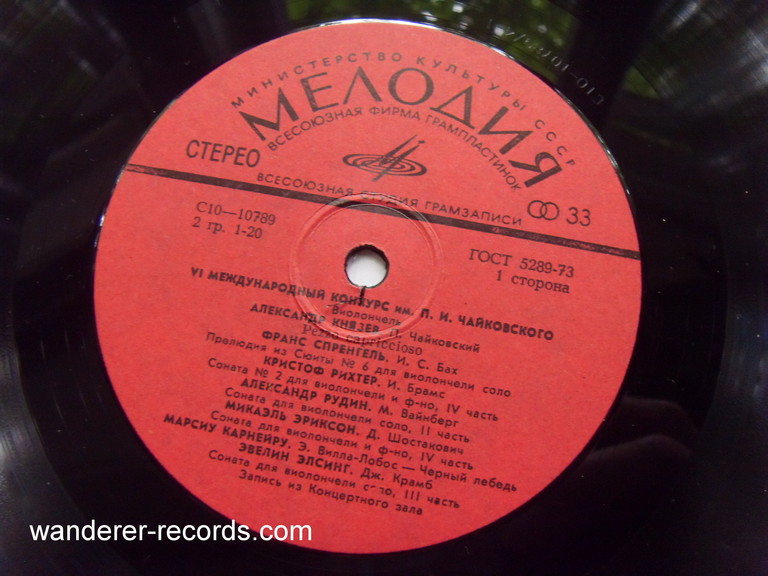 МИНИСТЕРСТВО КУЛЬТУРЫ СССР
МЕЛОДИЯ
ВСЕСОЮЗНАЯ ФИРМА ГРАМПЛАСТИНОК
СТЕРЕО
ВСЕСОЮЗНАЯ СТУДИЯ ГРАМЗАПИСИ
33
С10—10789
2 гр. 1-20
ГОСТ 5289-73
1 сторона
VI МЕЖДУНАРОДНЫЙ КОНКУРС им. П. И. ЧАЙКОВСКОГО
Виолончель
АЛЕКСАНДР КНЯЗЕВ. П. Чайковский
Pezzo capriccioso
ФРАНС СПРЕНГЕЛЬ. И. С. Бах
Прелюдия из Сюиты № 6 для виолончели соло
КРИСТОФ РИХТЕР. И. Брамс
Соната № 2 для виолончели и ф-но, IV часть
АЛЕКСАНДР РУДИН. М. Вайнберг
Соната для виолончели соло, II часть
МИКАЭЛЬ ЭРИКСОН. Д. Шостакович
Соната для виолончели и ф-но, IV часть
МАРСИУ КАРНЕЙРУ. Э. Вилла-Лобос — Черный лебедь
ЭВЕЛИН ЭЛСИНГ. Дж. Крамб
Соната для виолончели соло, III часть
Запись из Концертного зала
wanderer-records.com